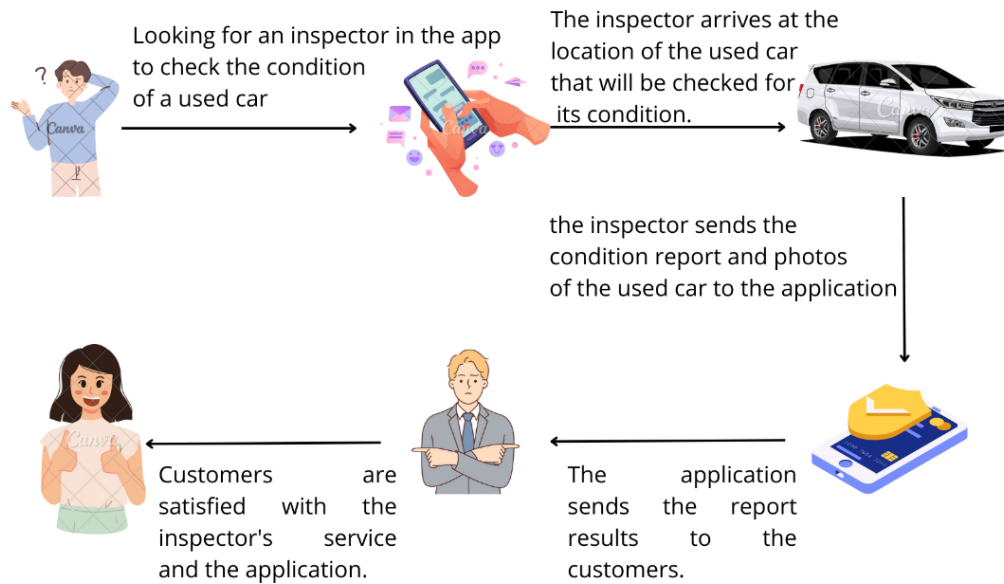 Looking for an inspector in the app
to check the condition
of a used car
The inspector arrives at the
location of the used car
that will be checked for
its condition.
?
Canva
Canva
Canva
the inspector sends the
condition report and photos
of the used car to the application
Canva
Customers are
satisfied with the
inspector's service
and the application.
The application
sends the report
results to the
customers.